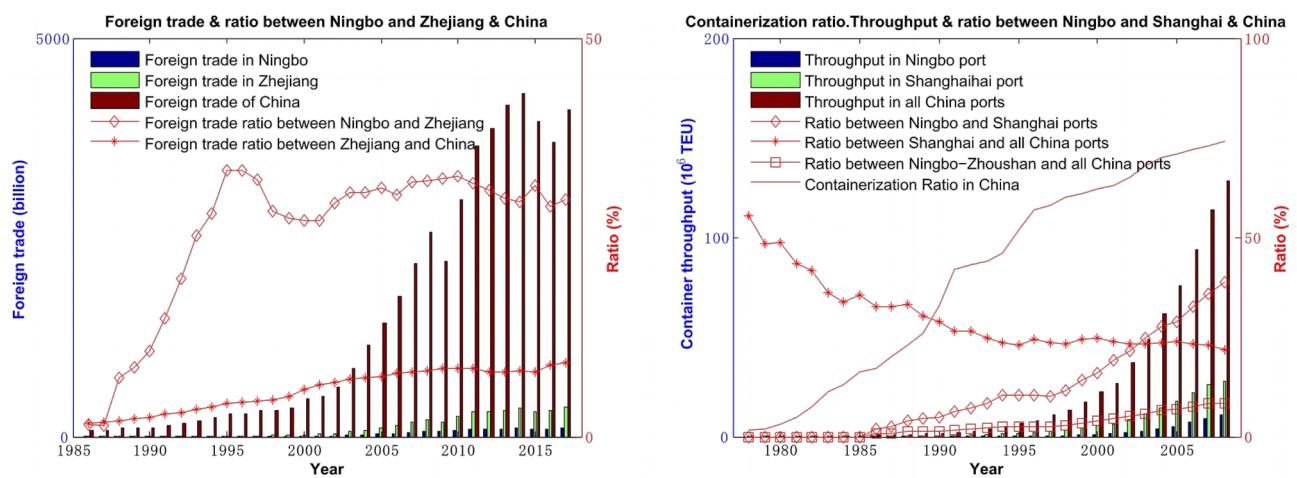 Foreign trade & ratio between Ningbo and Zhejiang & China
5000
50
Foreign trade in Ningbo
Foreign trade in Zhejiang
Foreign trade of China
Foreign trade ratio between Ningbo and Zhejiang
Foreign trade ratio between Zhejiang and China
Foreign trade (billion)
Ratio (%)
0
0
1985
1990
1995
2000
2005
2010
2015
Year
Containerization ratio.Throughput & ratio between Ningbo and Shanghai & China
200
100
Throughput in Ningbo port
Throughput in Shanghaihai port
Throughput in all China ports
Ratio between Ningbo and Shanghai ports
Ratio between Shanghai and all China ports
Ratio between Ningbo−Zhoushan and all China ports
Containerization Ratio in China
Container throughput (10⁶ TEU)
Ratio (%)
100
50
0
0
1980
1985
1990
1995
2000
2005
Year